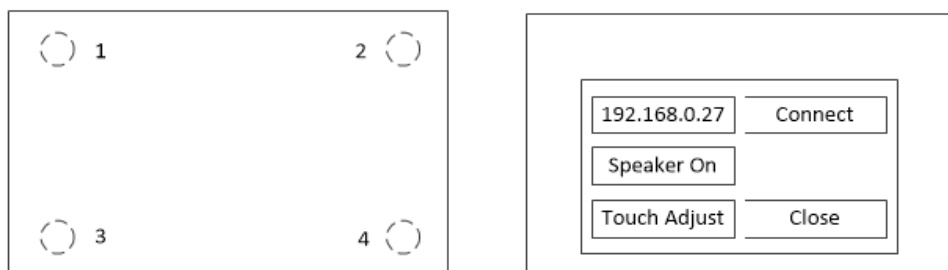 1 2
3 4
192.168.0.27 Connect
Speaker On
Touch Adjust Close